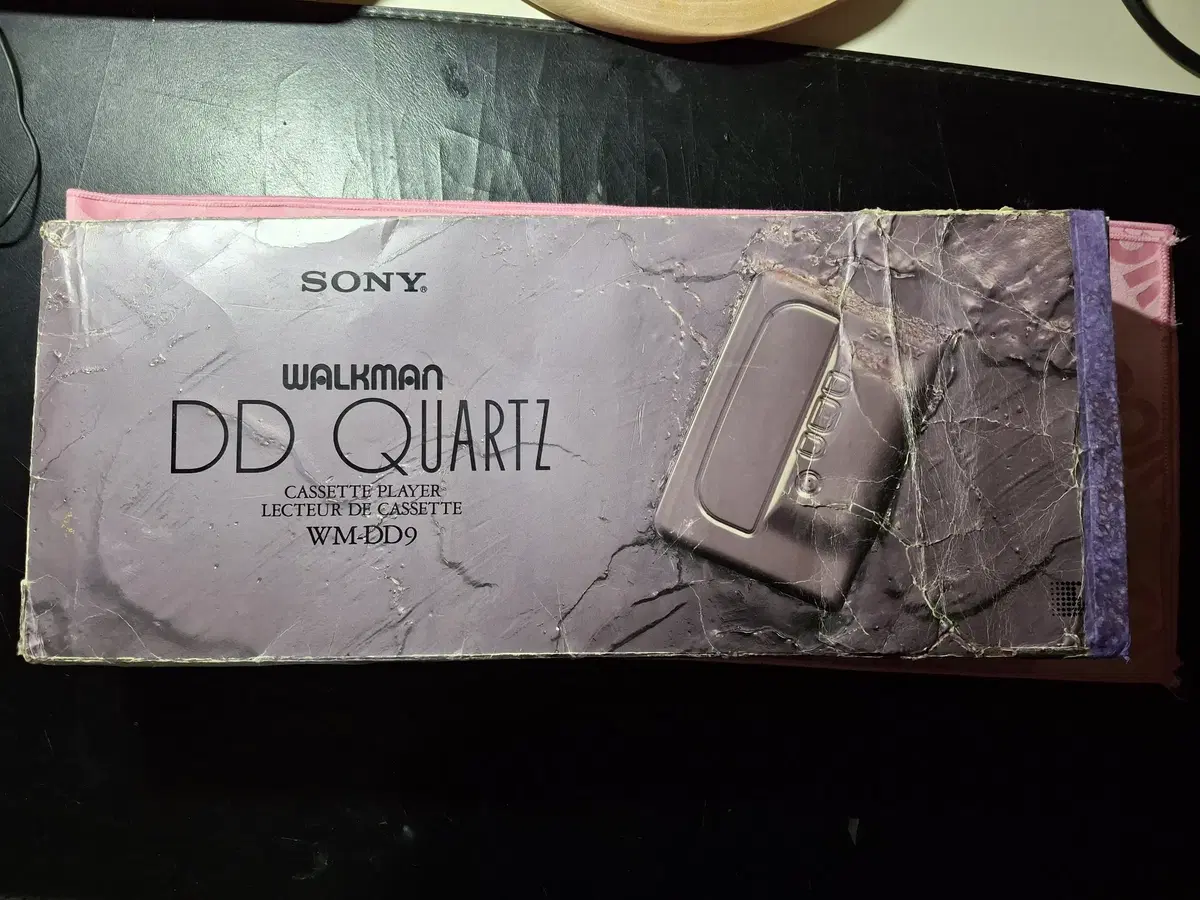 SONY®
WALKMAN
DD QUARTZ
CASSETTE PLAYER
LECTEUR DE CASSETTE
WM-DD9